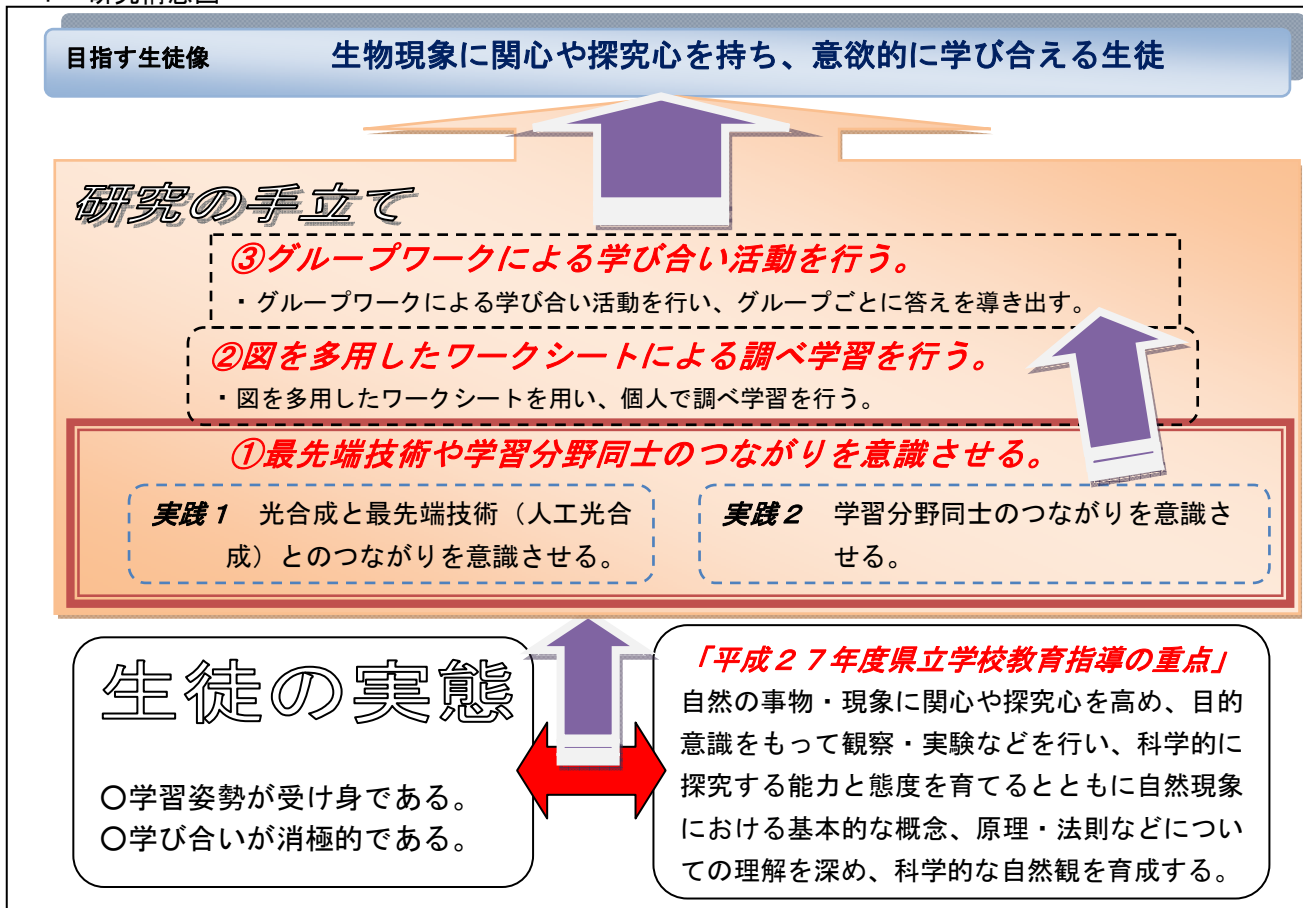 目指す生徒像 生物現象に関心や探究心を持ち、意欲的に学び合える生徒
研究の手立て
③グループワークによる学び合い活動を行う。
・グループワークによる学び合い活動を行い、グループごとに答えを導き出す。
②図を多用したワークシートによる調べ学習を行う。
・図を多用したワークシートを用い、個人で調べ学習を行う。
①最先端技術や学習分野同士のつながりを意識させる。
実践1 光合成と最先端技術（人工光合
成）とのつながりを意識させる。
実践2 学習分野同士のつながりを意識さ
せる。
生徒の実態
○学習姿勢が受け身である。
○学び合いが消極的である。
「平成２７年度県立学校教育指導の重点」
自然の事物・現象に関心や探究心を高め、目的
意識をもって観察・実験などを行い、科学的に
探究する能力と態度を育てるとともに自然現象
における基本的な概念、原理・法則などについ
ての理解を深め、科学的な自然観を育成する。